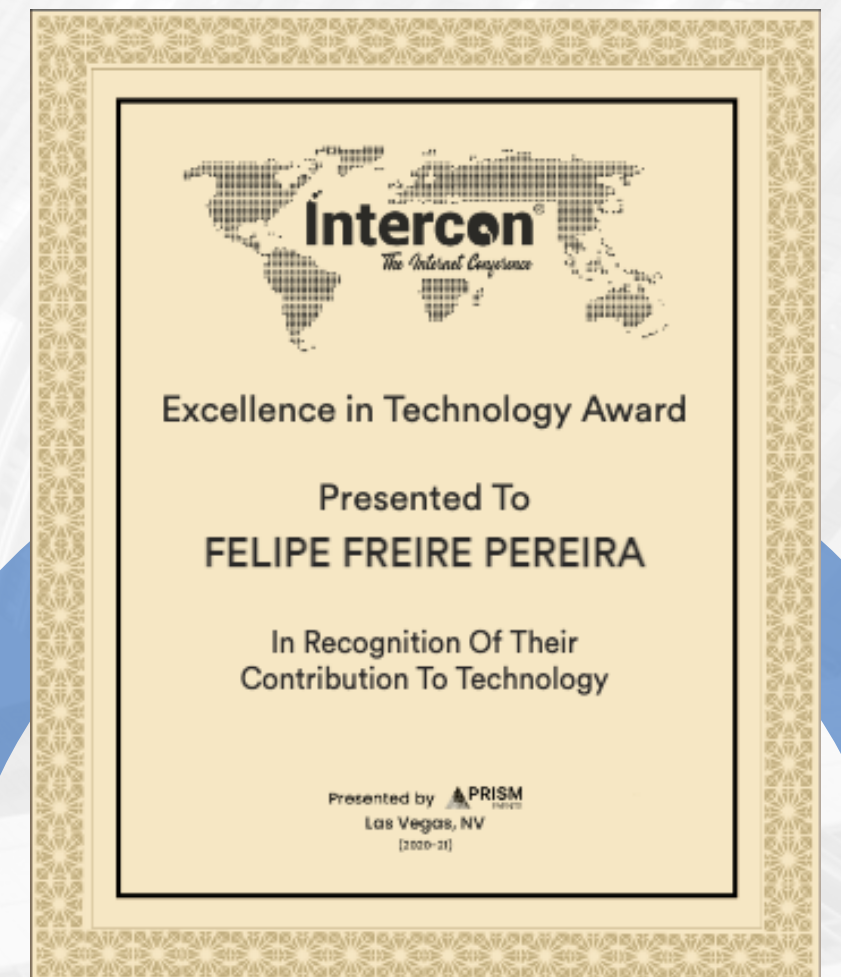 Intercon®
The Internet Conference
Excellence in Technology Award
Presented To
FELIPE FREIRE PEREIRA
In Recognition Of Their
Contribution To Technology
Presented by PRISM
EVENTS
Las Vegas, NV
(2020-21)